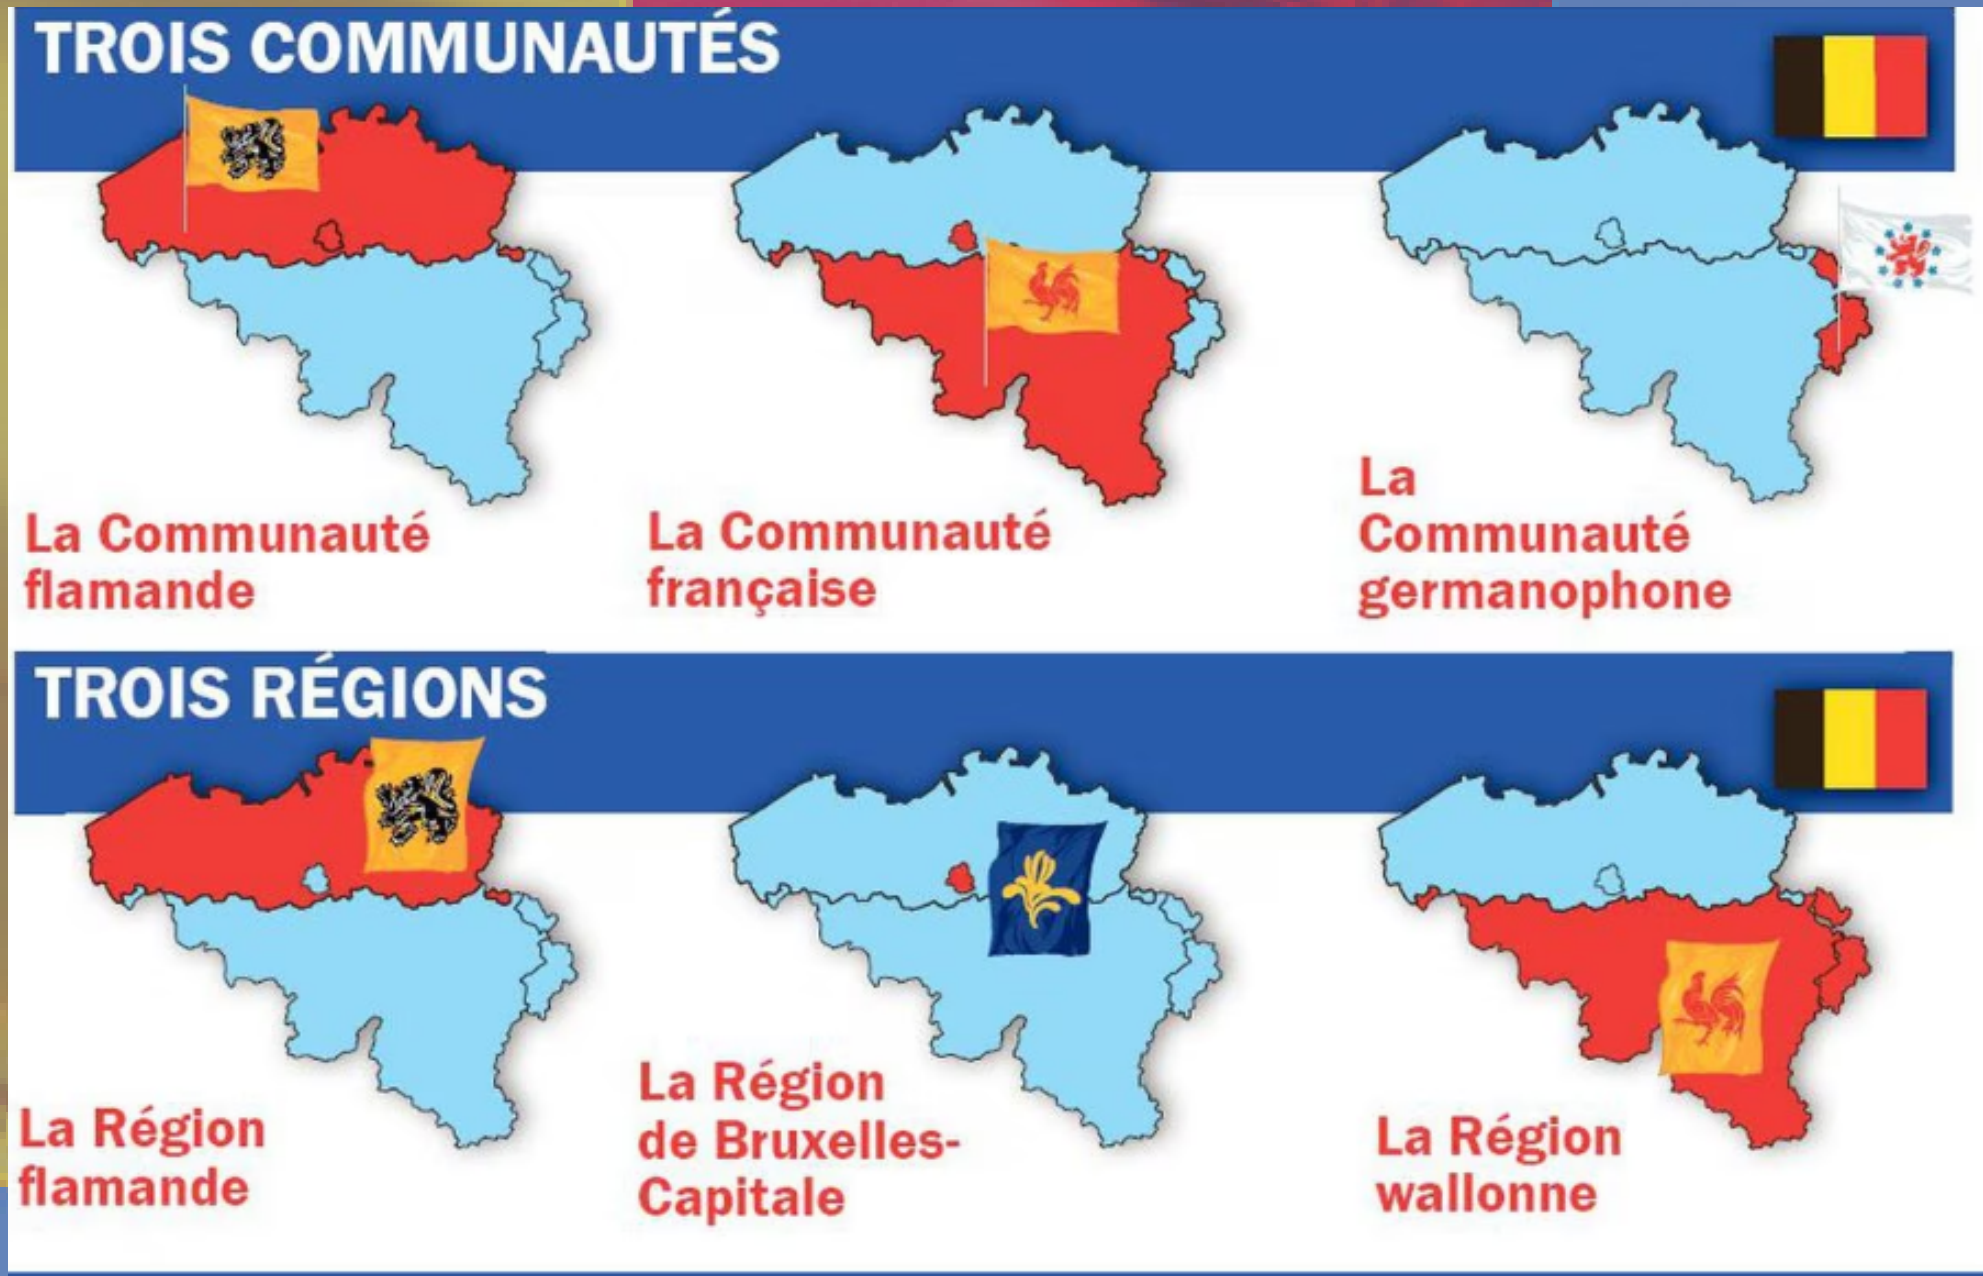 TROIS COMMUNAUTÉS
La Communauté
flamande
La Communauté
française
La
Communauté
germanophone
TROIS RÉGIONS
La Région
flamande
La Région
de Bruxelles-
Capitale
La Région
wallonne